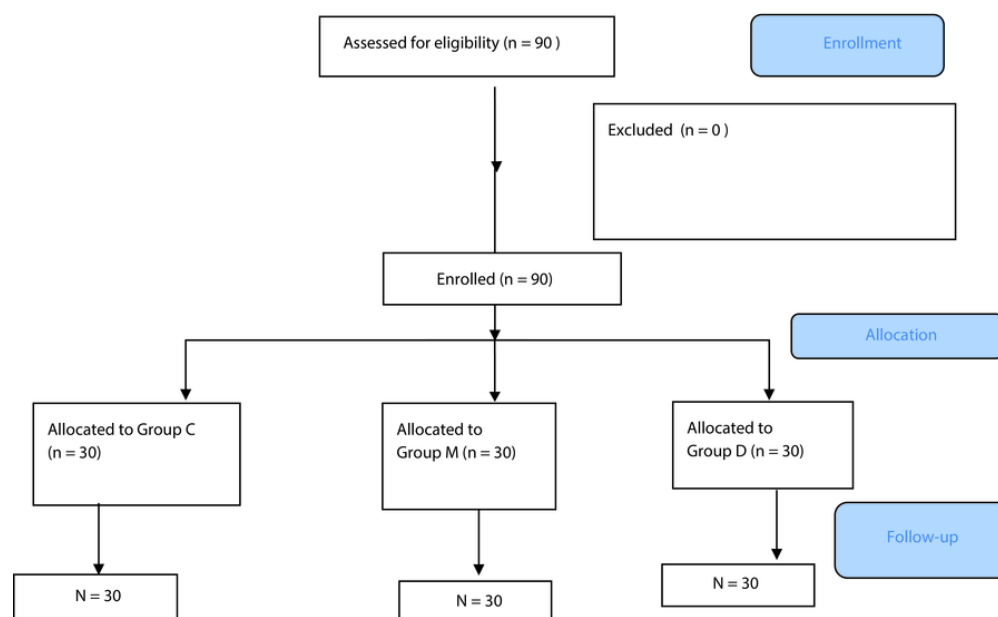 Assessed for eligibility (n = 90 )
Enrollment
Excluded (n = 0 )
Enrolled (n = 90)
Allocation
Allocated to Group C
(n = 30)
Allocated to
Group M (n = 30)
Allocated to
Group D (n = 30)
Follow-up
N = 30
N = 30
N = 30